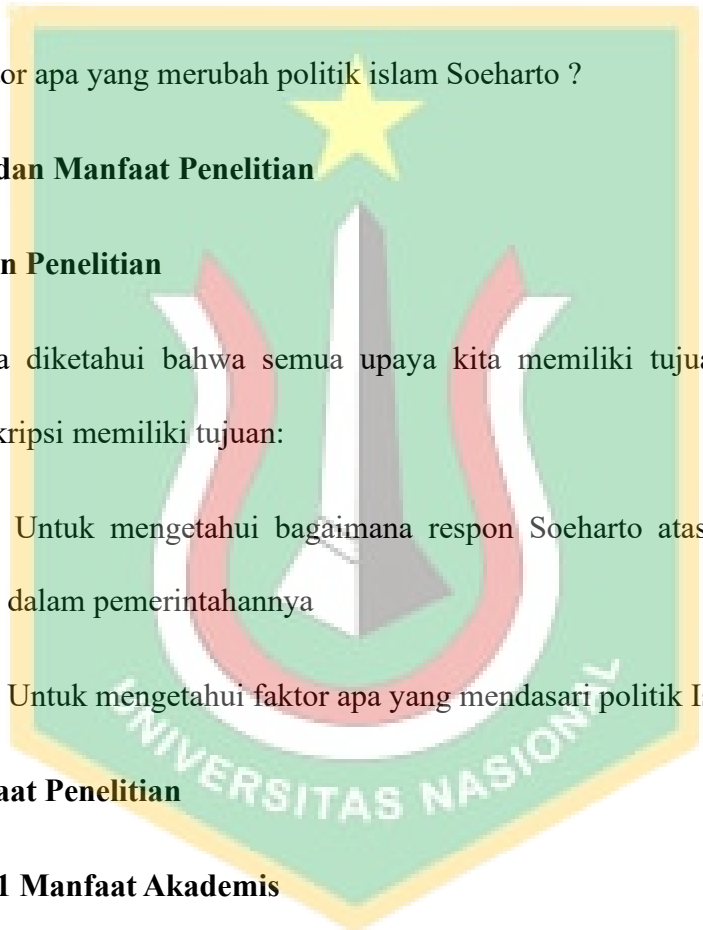 or apa yang merubah politik islam Soeharto ?
dan Manfaat Penelitian
n Penelitian
a diketahui bahwa semua upaya kita memiliki tujua
kripsi memiliki tujuan:
Untuk mengetahui bagaimana respon Soeharto atas
dalam pemerintahannya
Untuk mengetahui faktor apa yang mendasari politik Is
UNIVERSITAS NASIONAL
aat Penelitian
1 Manfaat Akademis